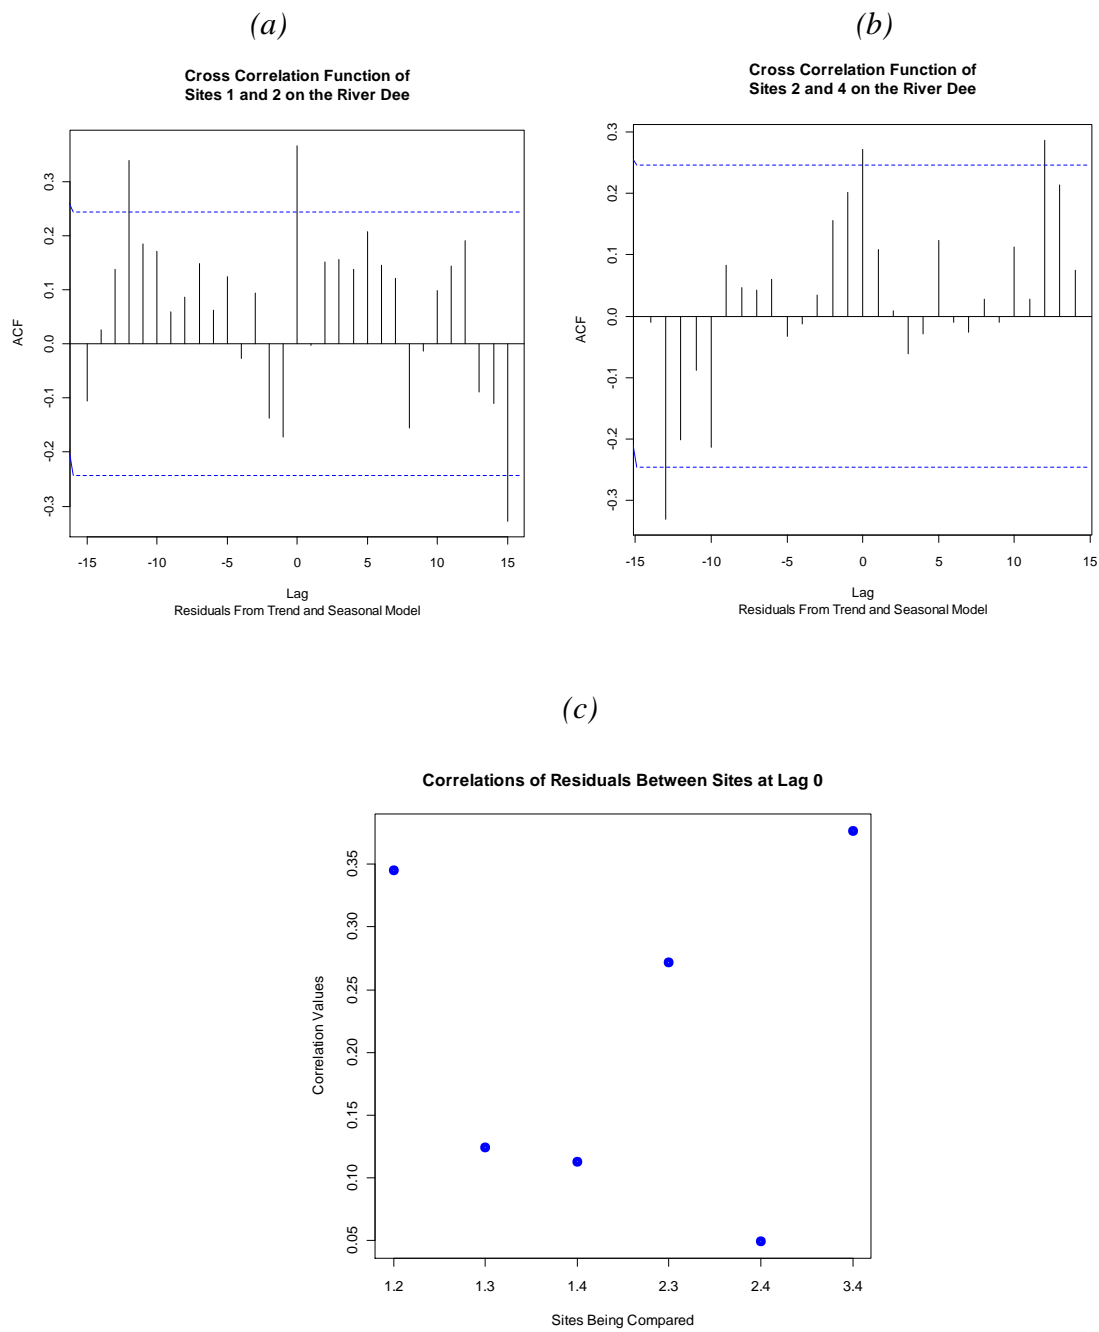 (a)
Cross Correlation Function of
Sites 1 and 2 on the River Dee
ACF
0.3
0.2
0.1
0.0
-0.1
-0.2
-0.3
-15 -10 -5 0 5 10 15
Lag
Residuals From Trend and Seasonal Model
(b)
Cross Correlation Function of
Sites 2 and 4 on the River Dee
ACF
0.3
0.2
0.1
0.0
-0.1
-0.2
-0.3
-15 -10 -5 0 5 10 15
Lag
Residuals From Trend and Seasonal Model
(c)
Correlations of Residuals Between Sites at Lag 0
Correlation Values
0.35
0.30
0.25
0.20
0.15
0.10
0.05
1.2 1.3 1.4 2.3 2.4 3.4
Sites Being Compared